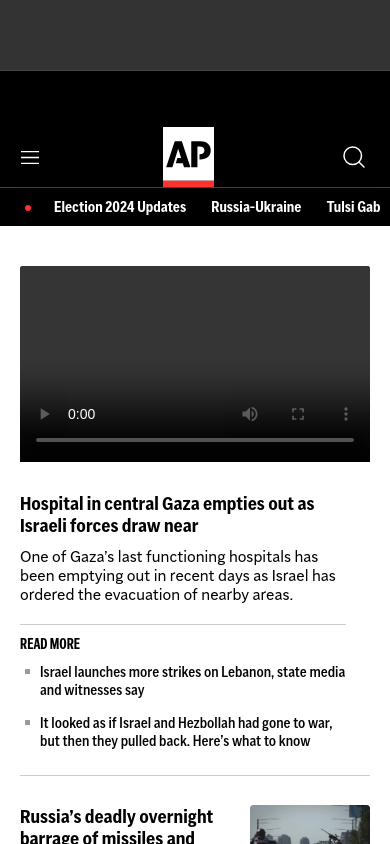 AP
Election 2024 Updates Russia-Ukraine Tulsi Gab
0:00
Hospital in central Gaza empties out as
Israeli forces draw near
One of Gaza’s last functioning hospitals has
been emptying out in recent days as Israel has
ordered the evacuation of nearby areas.
READ MORE
Israel launches more strikes on Lebanon, state media
and witnesses say
It looked as if Israel and Hezbollah had gone to war,
but then they pulled back. Here’s what to know
Russia’s deadly overnight
barrage of missiles and